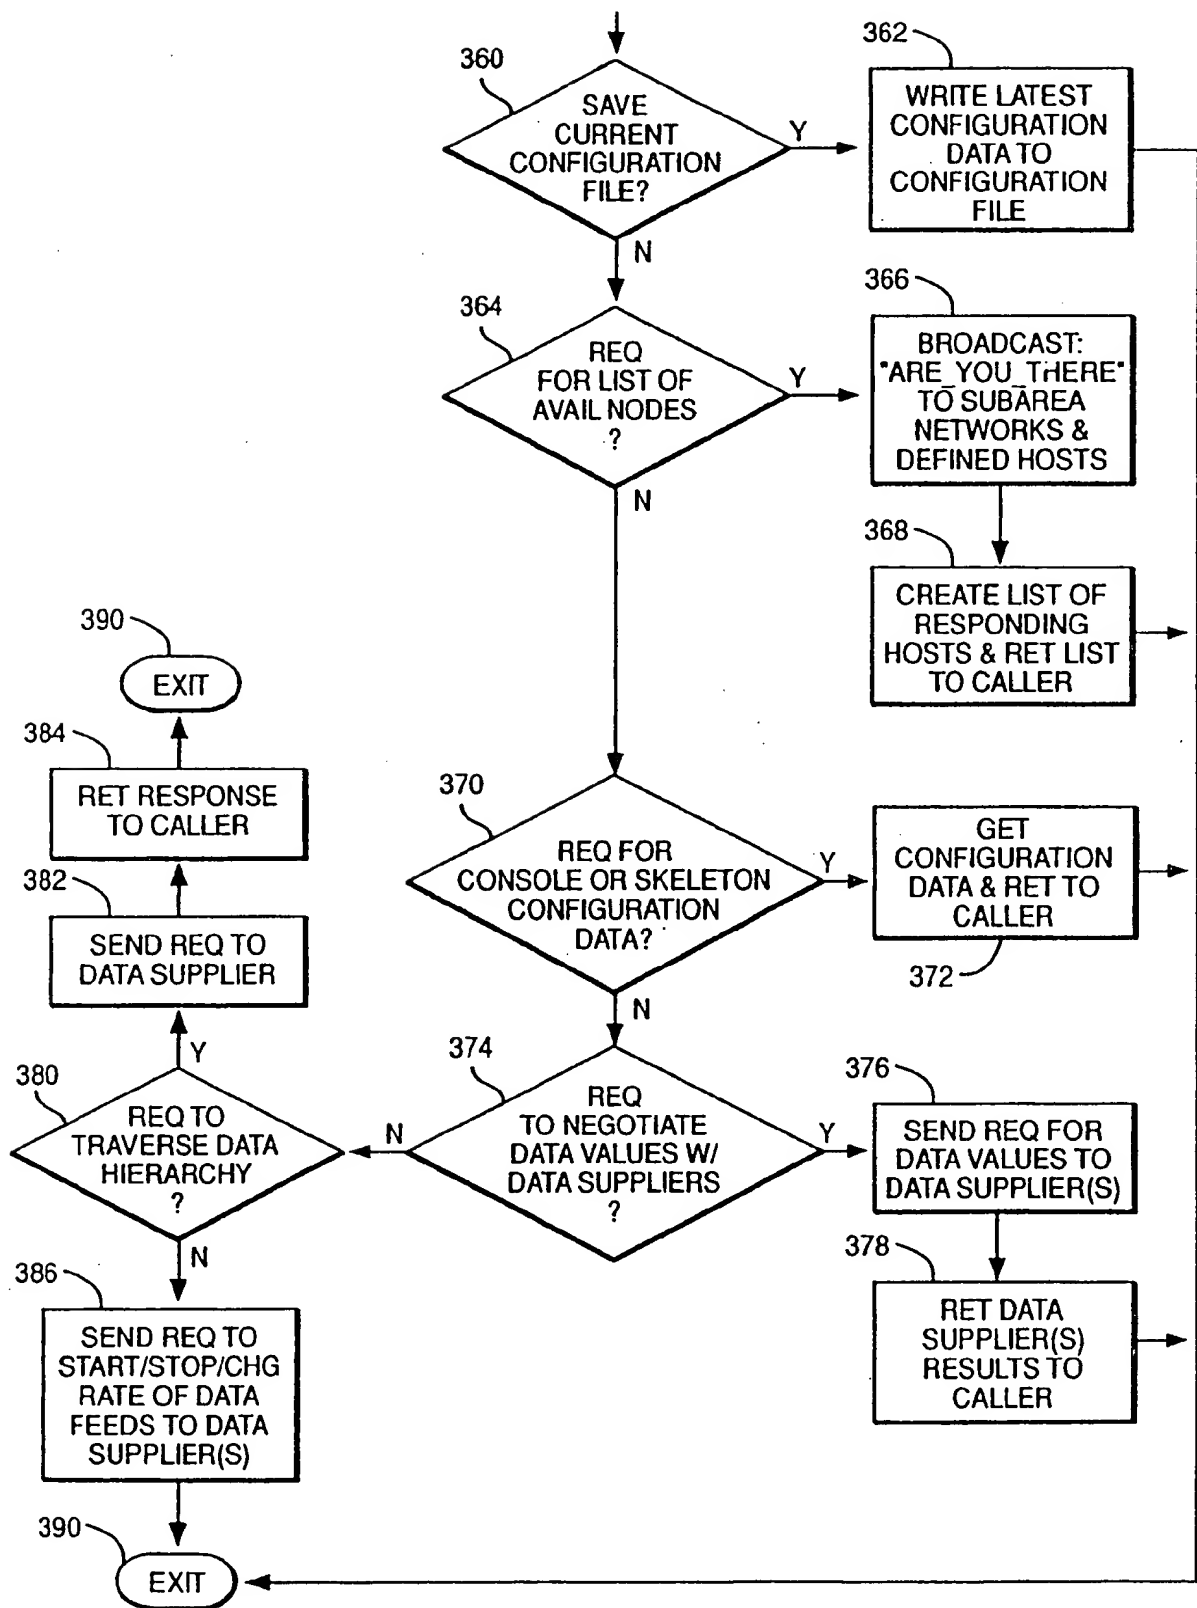 360
SAVE
CURRENT
CONFIGURATION
FILE?
Y
N
362
WRITE LATEST
CONFIGURATION
DATA TO
CONFIGURATION
FILE
364
REQ
FOR LIST OF
AVAIL NODES
?
Y
N
366
BROADCAST:
"ARE_YOU_THERE"
TO SUBAREA
NETWORKS &
DEFINED HOSTS
368
CREATE LIST OF
RESPONDING
HOSTS & RET LIST
TO CALLER
370
REQ FOR
CONSOLE OR SKELETON
CONFIGURATION
DATA?
Y
N
GET
CONFIGURATION
DATA & RET TO
CALLER
372
374
REQ
TO NEGOTIATE
DATA VALUES W/
DATA SUPPLIERS
?
Y
N
376
SEND REQ FOR
DATA VALUES TO
DATA SUPPLIER(S)
378
RET DATA
SUPPLIER(S)
RESULTS TO
CALLER
390
EXIT
384
RET RESPONSE
TO CALLER
382
SEND REQ TO
DATA SUPPLIER
Y
380
REQ TO
TRAVERSE DATA
HIERARCHY
?
N
386
SEND REQ TO
START/STOP/CHG
RATE OF DATA
FEEDS TO DATA
SUPPLIER(S)
390
EXIT